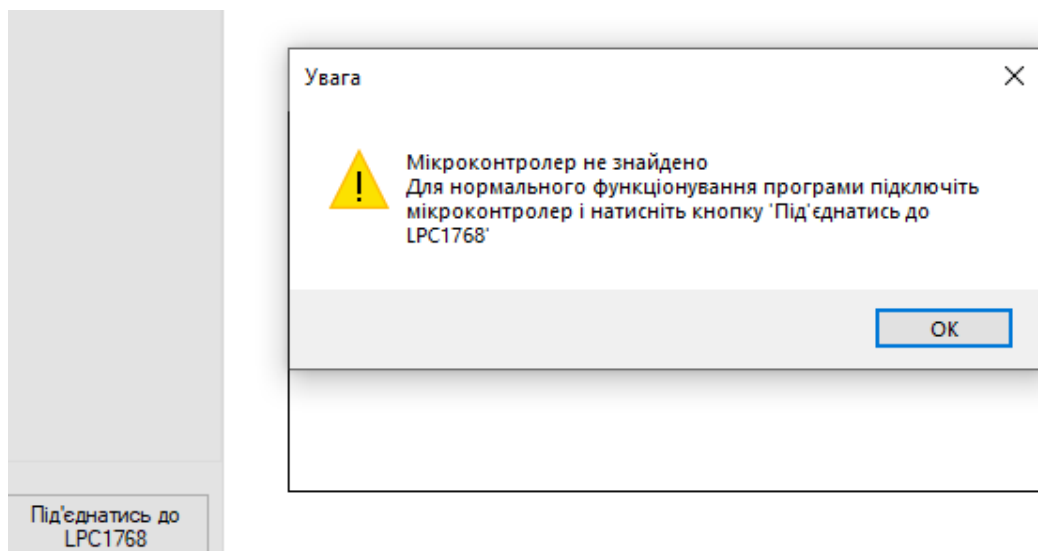 Увага
Мікроконтролер не знайдено
Для нормального функціонування програми підключіть
мікроконтролер і натисніть кнопку 'Під'єднатись до
LPC1768'
OK
Під'єднатись до
LPC1768